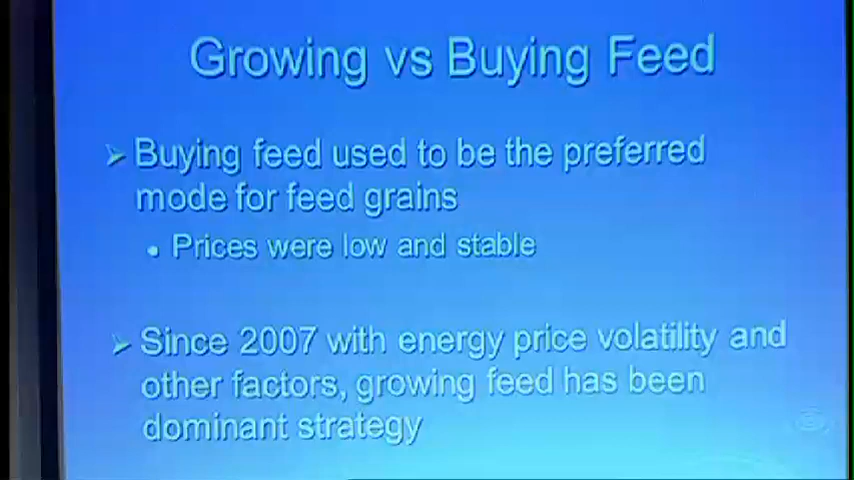 Growing vs Buying Feed
Buying feed used to be the preferred
mode for feed grains
Prices were low and stable
Since 2007 with energy price volatility and
other factors, growing feed has been
dominant strategy